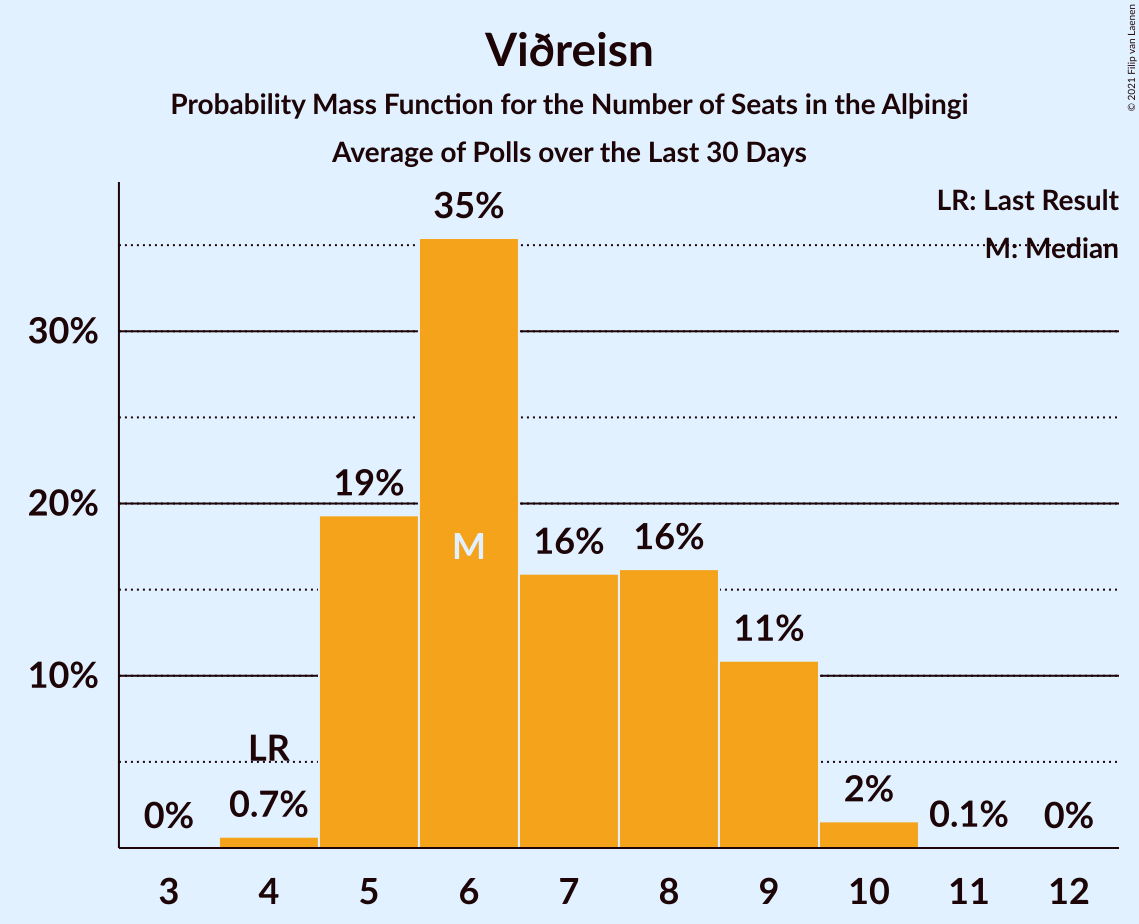 Viðreisn
Probability Mass Function for the Number of Seats in the Alþingi
Average of Polls over the Last 30 Days
© 2021 Filip van Laenen
LR: Last Result
M: Median
35%
30%
19%
20%
M
16%
16%
11%
10%
LR
0%
0.7%
2%
0.1%
0%
3
4
5
6
7
8
9
10
11
12